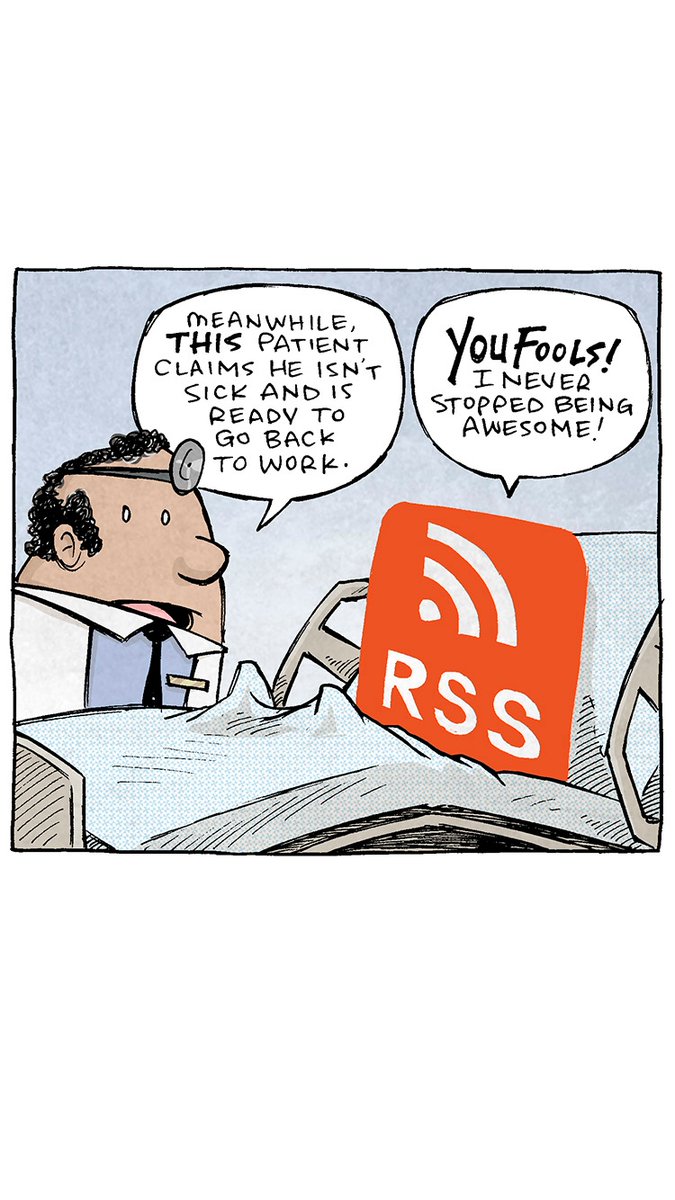 MEANWHILE,
THIS PATIENT
CLAIMS HE ISN'T
SICK AND IS
READY TO
GO BACK
TO WORK.
YOU FOOLS!
I NEVER
STOPPED BEING
AWESOME!
RSS